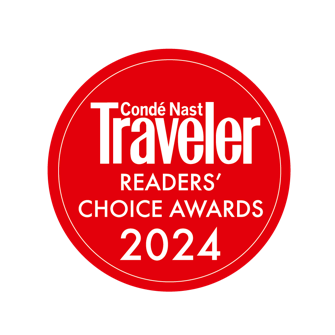 Condé Nast
Traveler
READERS’
CHOICE AWARDS
2024